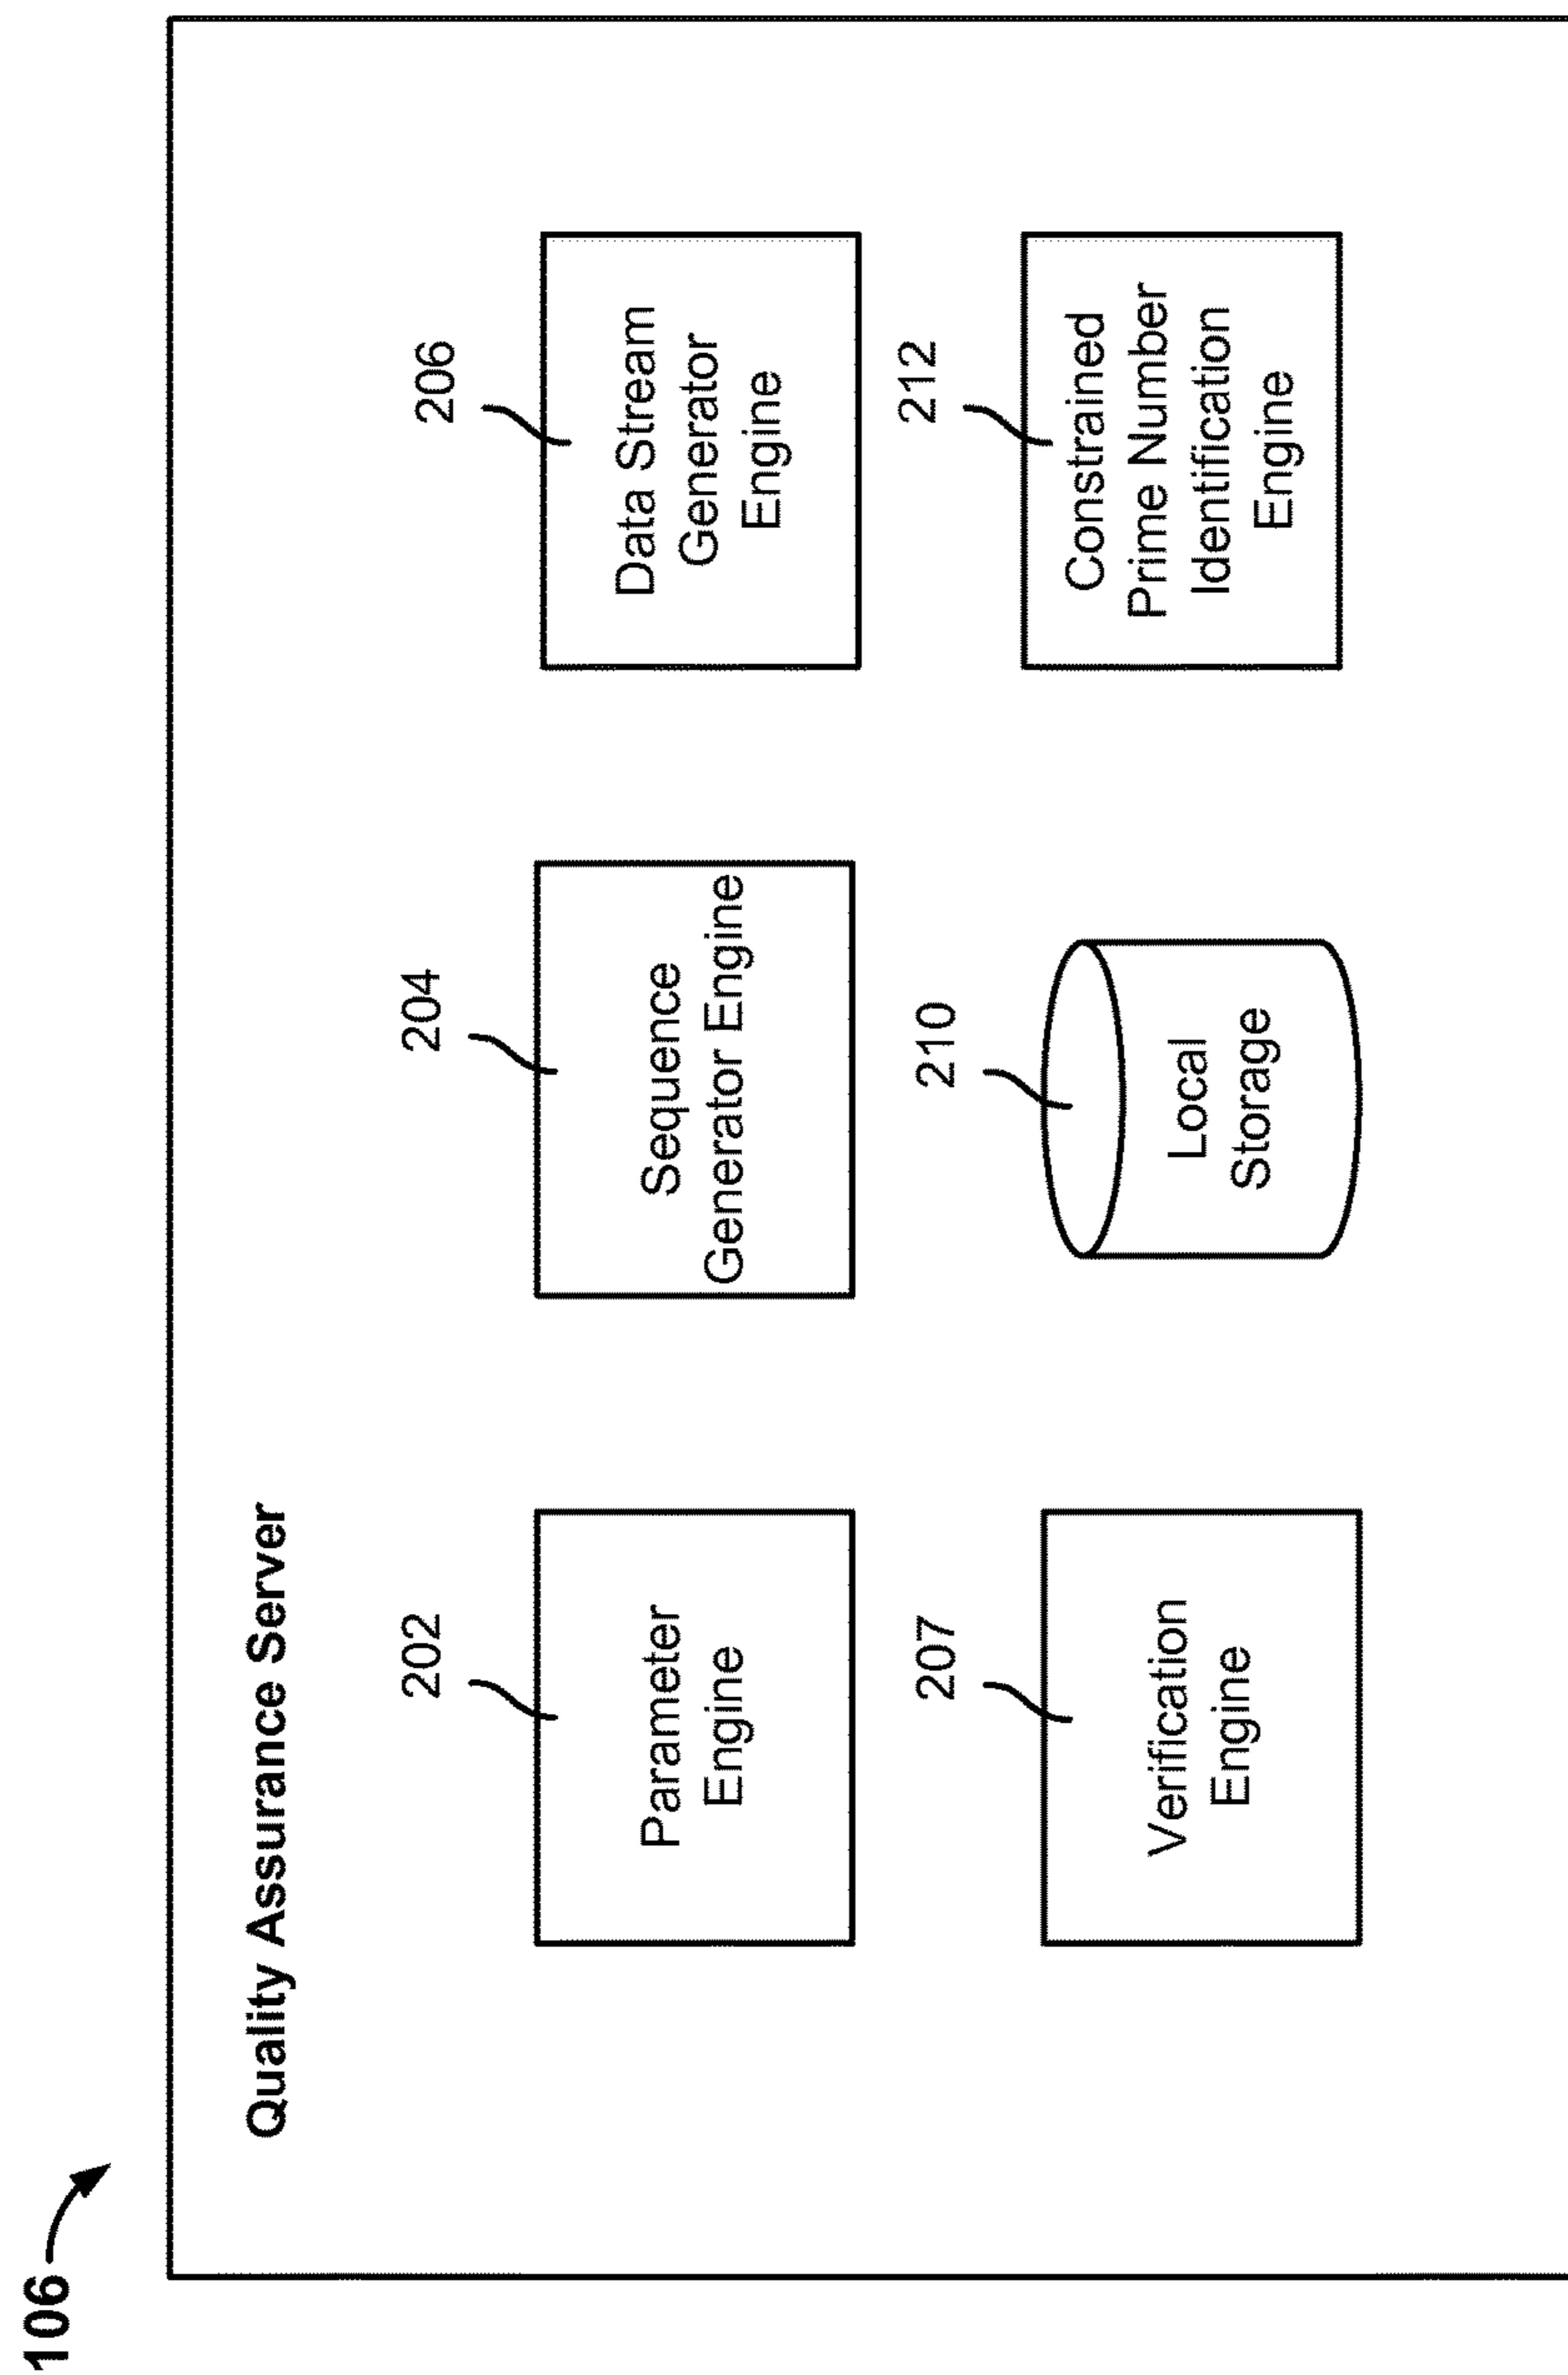 106
Quality Assurance Server
202
Parameter
Engine
204
Sequence
Generator Engine
206
Data Stream
Generator
Engine
207
Verification
Engine
210
Local
Storage
212
Constrained
Prime Number
Identification
Engine